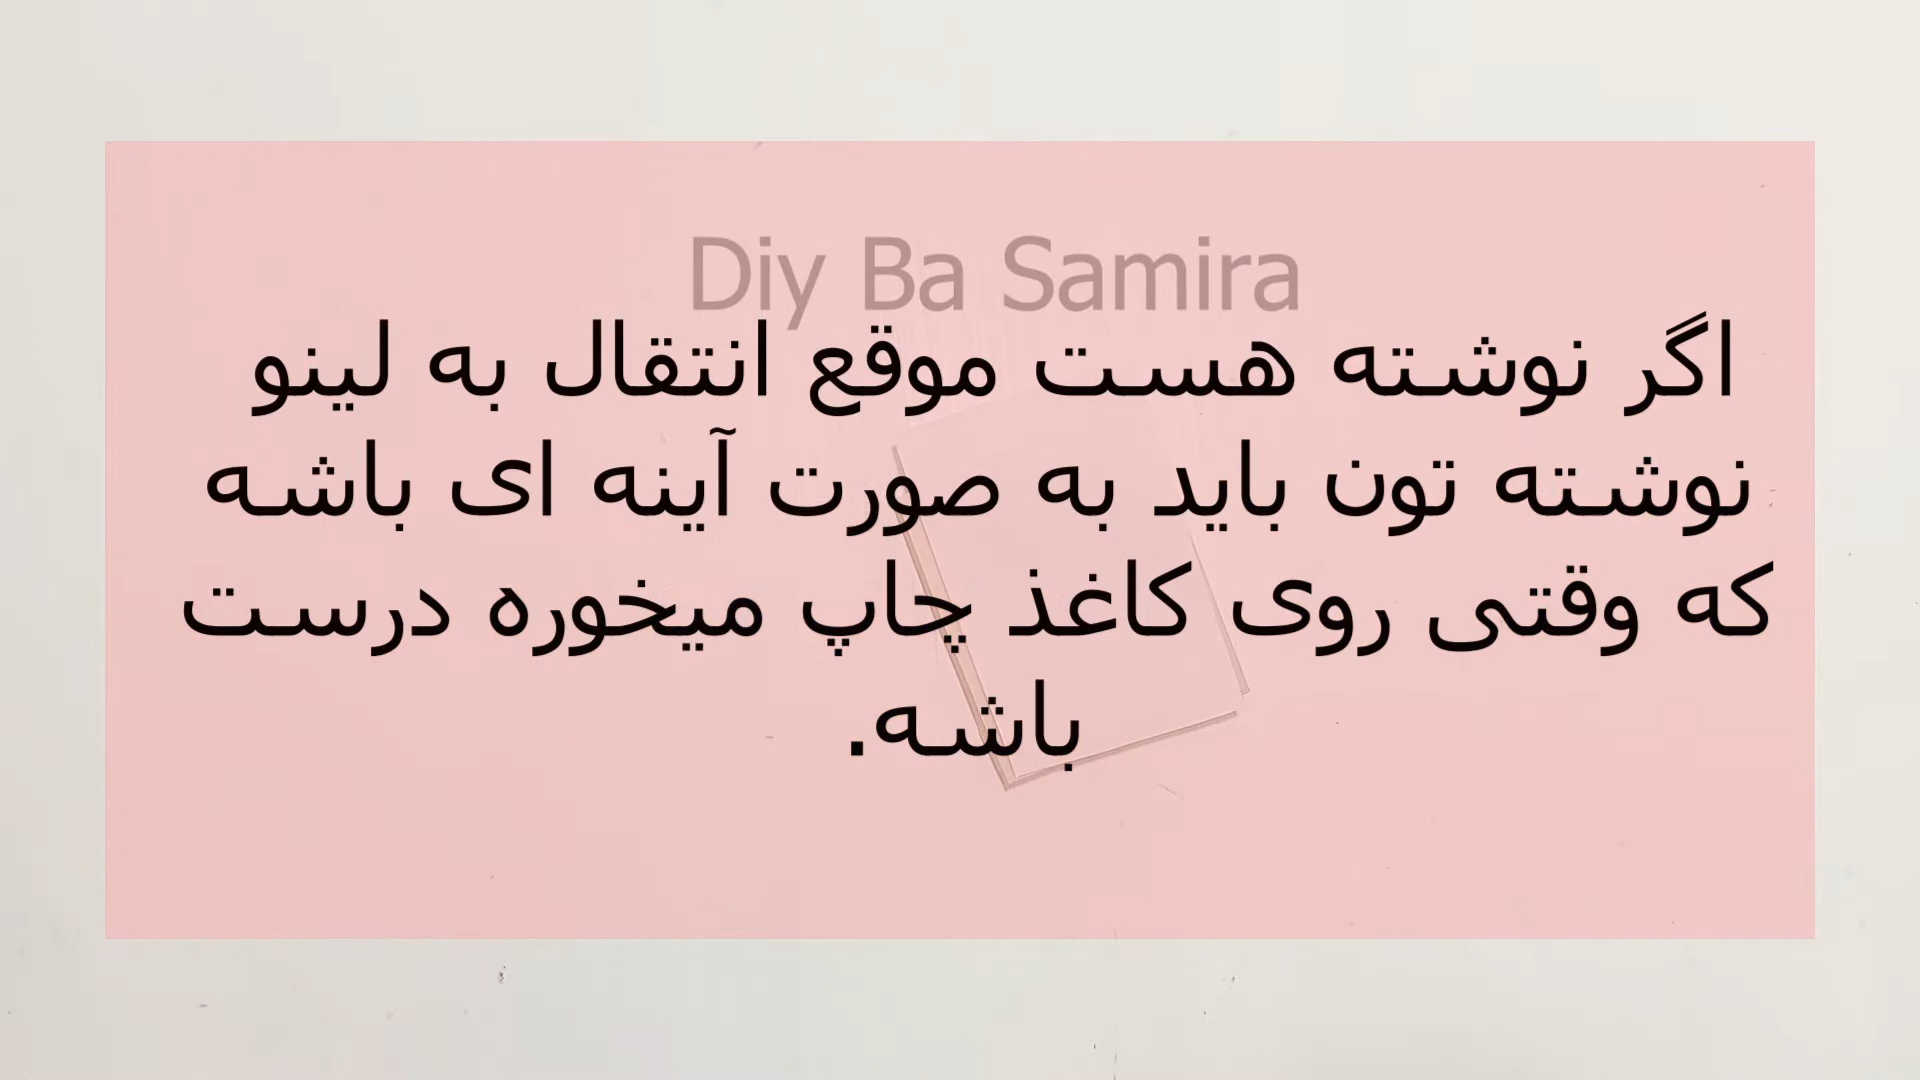 Diy Ba Samira
اگر نوشته هست موقع انتقال به لینو
نوشته تون باید به صورت آینه ای باشه
که وقتی روی کاغذ چاپ میخوره درست
باشه.